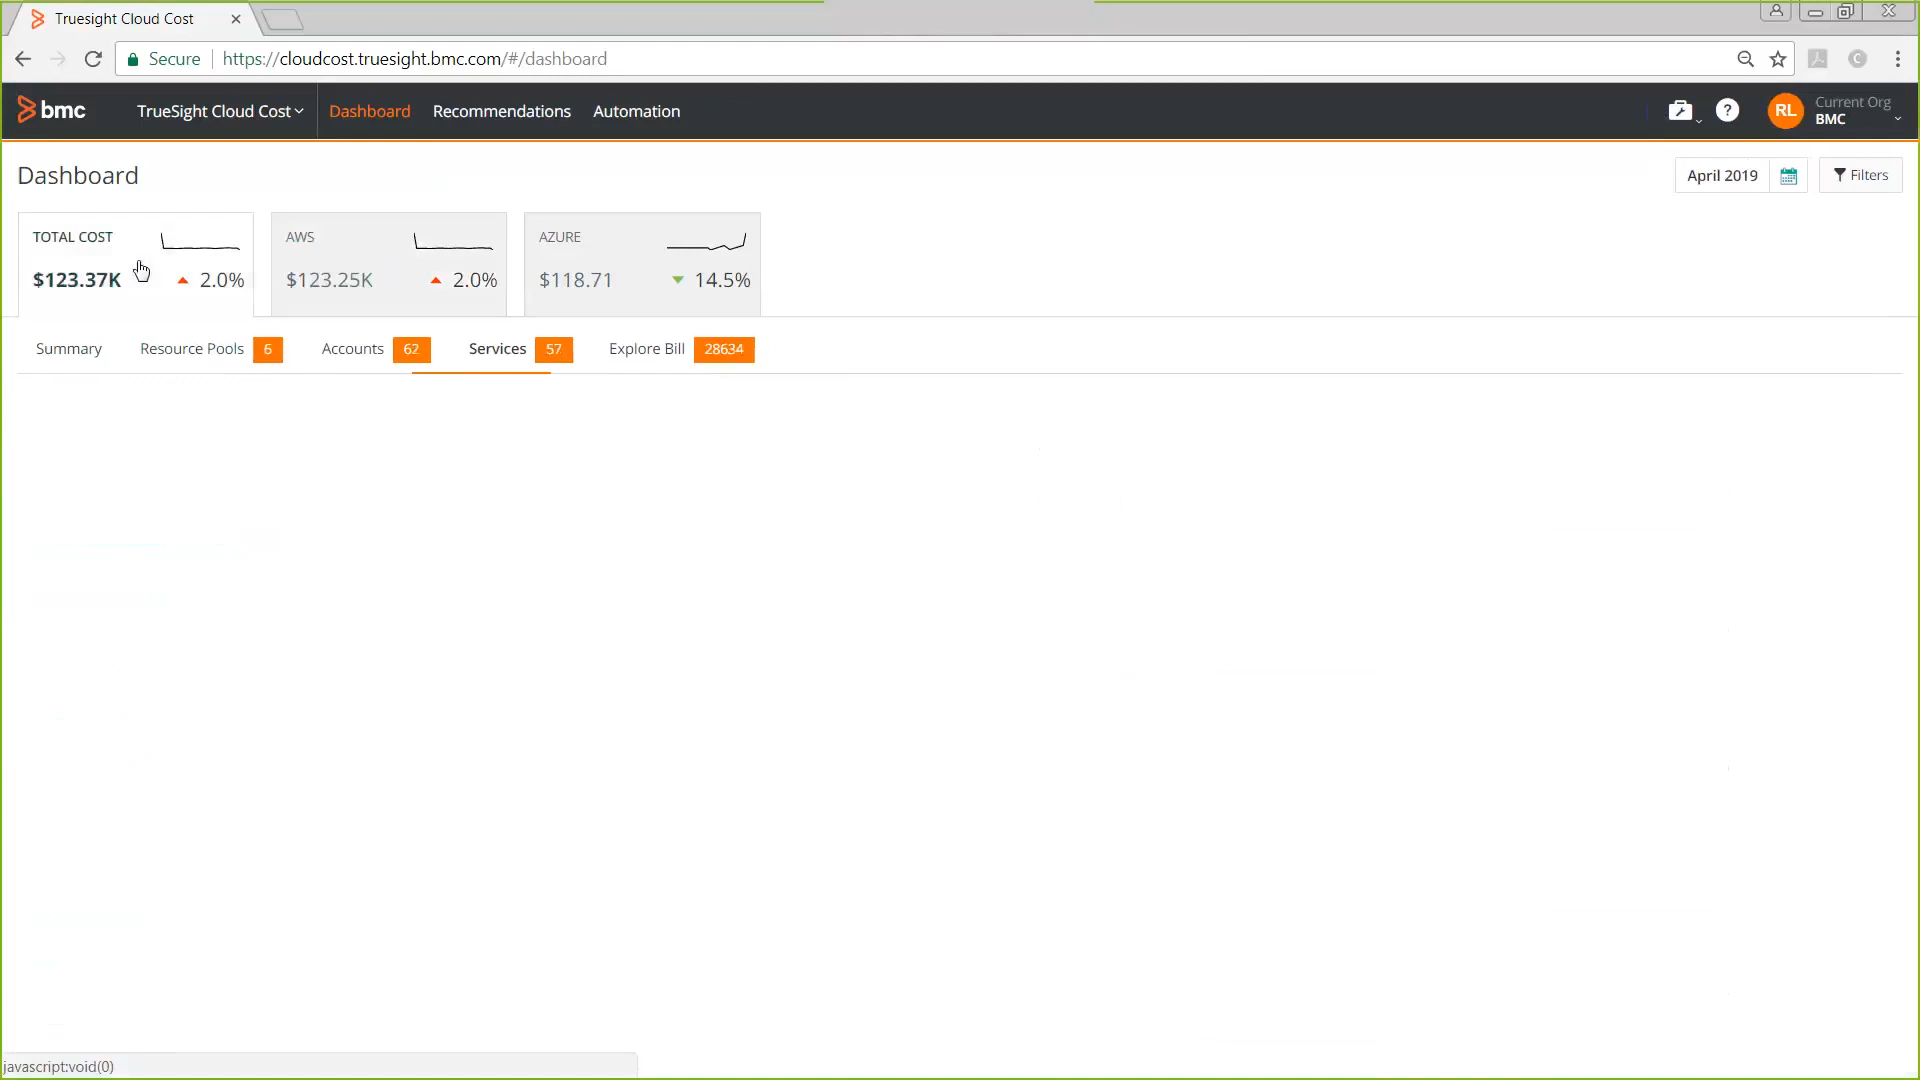 Truesight Cloud Cost
Secure https://cloudcost.truesight.bmc.com/#/dashboard
bmc TrueSight Cloud Cost Dashboard Recommendations Automation ? RL Current Org BMC
Dashboard April 2019 Filters
TOTAL COST AWS AZURE
$123.37K 2.0% $123.25K 2.0% $118.71 14.5%
Summary Resource Pools 6 Accounts 62 Services 57 Explore Bill 28634
javascript:void(0)